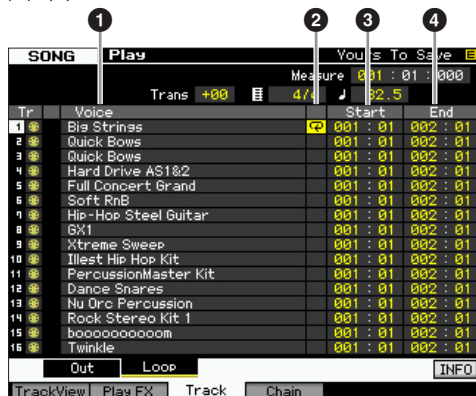 1 2 3 4
SONG Play Yours To Save E
Measure 001 : 01 : 000
Trans +00 4/4 82.5
Tr Voice Start End
1 Big Strings 001 : 01 002 : 01
2 Quick Bows 001 : 01 002 : 01
3 Quick Bows 001 : 01 002 : 01
4 Hard Drive AS1&2 001 : 01 002 : 01
5 Full Concert Grand 001 : 01 002 : 01
6 Soft RnB 001 : 01 002 : 01
7 Hip-Hop Steel Guitar 001 : 01 002 : 01
8 GX1 001 : 01 002 : 01
9 Xtreme Sweep 001 : 01 002 : 01
10 Illest Hip Hop Kit 001 : 01 002 : 01
11 PercussionMaster Kit 001 : 01 002 : 01
12 Dance Snares 001 : 01 002 : 01
13 Nu Orc Percussion 001 : 01 002 : 01
14 Rock Stereo Kit 1 001 : 01 002 : 01
15 boooooooooom 001 : 01 002 : 01
16 Twinkle 001 : 01 002 : 01
Out Loop INFO
TrackView Play FX Track Chain